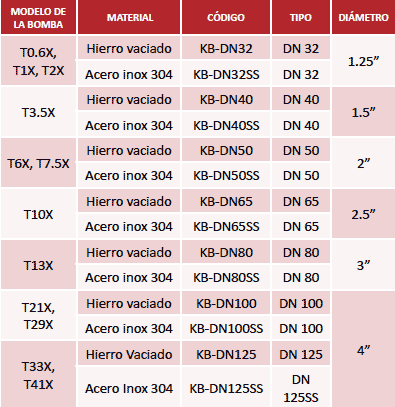 MODELO DE LA BOMBA MATERIAL CÓDIGO TIPO DIÁMETRO
T0.6X, T1X, T2X Hierro vaciado KB-DN32 DN 32 1.25”
Acero inox 304 KB-DN32SS DN 32
T3.5X Hierro vaciado KB-DN40 DN 40 1.5”
Acero inox 304 KB-DN40SS DN 40
T6X, T7.5X Hierro vaciado KB-DN50 DN 50 2”
Acero inox 304 KB-DN50SS DN 50
T10X Hierro vaciado KB-DN65 DN 65 2.5”
Acero inox 304 KB-DN65SS DN 65
T13X Hierro vaciado KB-DN80 DN 80 3”
Acero inox 304 KB-DN80SS DN 80
T21X, T29X Hierro vaciado KB-DN100 DN 100 4”
Acero inox 304 KB-DN100SS DN 100
T33X, T41X Hierro Vaciado KB-DN125 DN 125
Acero Inox 304 KB-DN125SS DN 125SS